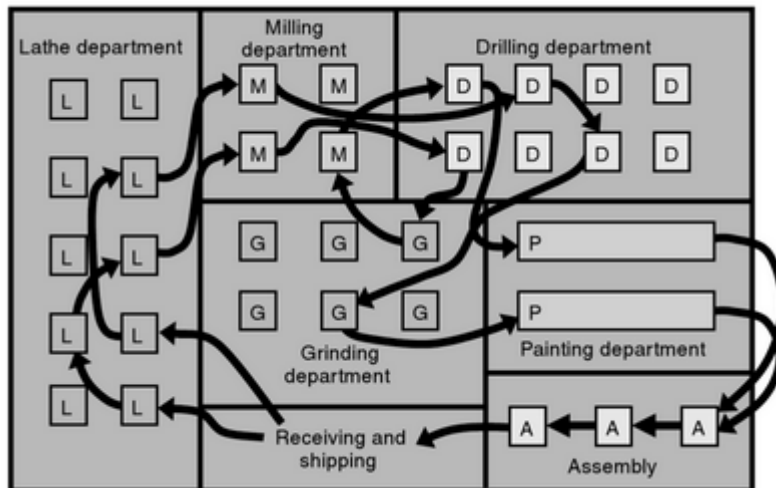 Lathe department
Milling
department
Drilling department
L L
M M
D D D D
L L
M M
D D D D
L L
G G G
P
L L
G G G
P
Grinding
department
Painting department
L L
Receiving and
shipping
A A A
Assembly